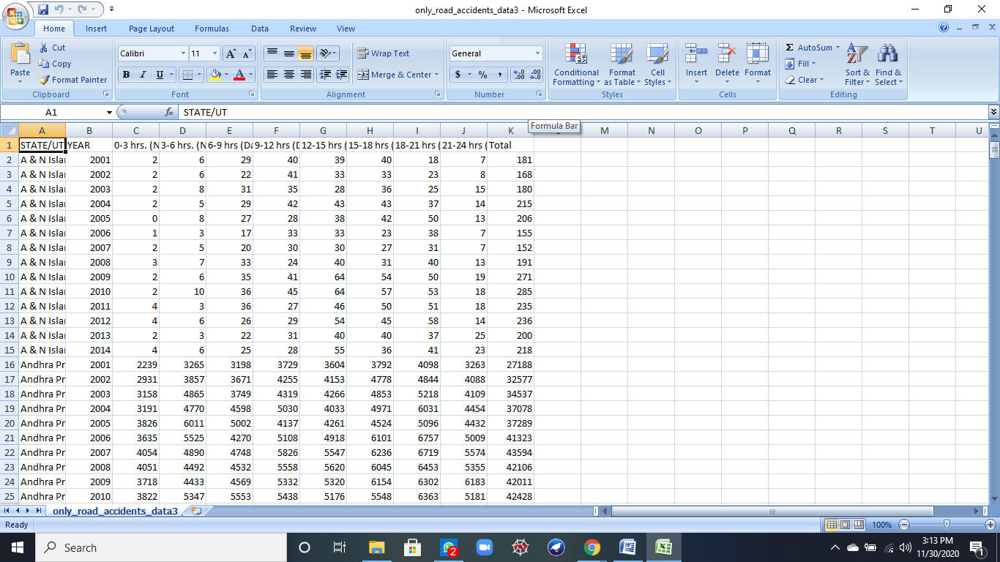 only_road_accidents_data3 - Microsoft Excel
Home Insert Page Layout Formulas Data Review View
Paste Cut Copy Format Painter Clipboard
Calibri 11 B I U Font
Wrap Text Merge & Center Alignment
General $ % , Number
Conditional Formatting Format as Table Cell Styles Styles
Insert Delete Format Cells
Σ AutoSum Fill Clear Sort & Filter Find & Select Editing
A1 fx STATE/UT
Formula Bar
A B C D E F G H I J K M N O P Q R S T U
1 STATE/UT YEAR 0-3 hrs. (N 3-6 hrs. (N 6-9 hrs (Da 9-12 hrs (D 12-15 hrs ( 15-18 hrs ( 18-21 hrs ( 21-24 hrs ( Total
2 A & N Islan 2001 2 6 29 40 39 40 18 7 181
3 A & N Islan 2002 2 6 22 41 33 33 23 8 168
4 A & N Islan 2003 2 8 31 35 28 36 25 15 180
5 A & N Islan 2004 2 5 29 42 43 43 37 14 215
6 A & N Islan 2005 0 8 27 28 38 42 50 13 206
7 A & N Islan 2006 1 3 17 33 33 23 38 7 155
8 A & N Islan 2007 2 5 20 30 30 27 31 7 152
9 A & N Islan 2008 3 7 33 24 40 31 40 13 191
10 A & N Islan 2009 2 6 35 41 64 54 50 19 271
11 A & N Islan 2010 2 10 36 45 64 57 53 18 285
12 A & N Islan 2011 4 3 36 27 46 50 51 18 235
13 A & N Islan 2012 4 6 26 29 54 45 58 14 236
14 A & N Islan 2013 2 3 22 31 40 40 37 25 200
15 A & N Islan 2014 4 6 25 28 55 36 41 23 218
16 Andhra Pr 2001 2239 3265 3198 3729 3604 3792 4098 3263 27188
17 Andhra Pr 2002 2931 3857 3671 4255 4153 4778 4844 4088 32577
18 Andhra Pr 2003 3158 4865 3749 4319 4266 4853 5218 4109 34537
19 Andhra Pr 2004 3191 4770 4598 5030 4033 4971 6031 4454 37078
20 Andhra Pr 2005 3826 6011 5002 4137 4261 4524 5096 4432 37289
21 Andhra Pr 2006 3635 5525 4270 5108 4918 6101 6757 5009 41323
22 Andhra Pr 2007 4054 4890 4748 5826 5547 6236 6719 5574 43594
23 Andhra Pr 2008 4051 4492 4532 5558 5620 6045 6453 5355 42106
24 Andhra Pr 2009 3718 4433 4569 5332 5320 6154 6302 6183 42011
25 Andhra Pr 2010 3822 5347 5553 5438 5176 5548 6363 5181 42428
only_road_accidents_data3
Ready 100%
Search 2 3:13 PM
11/30/2020 1